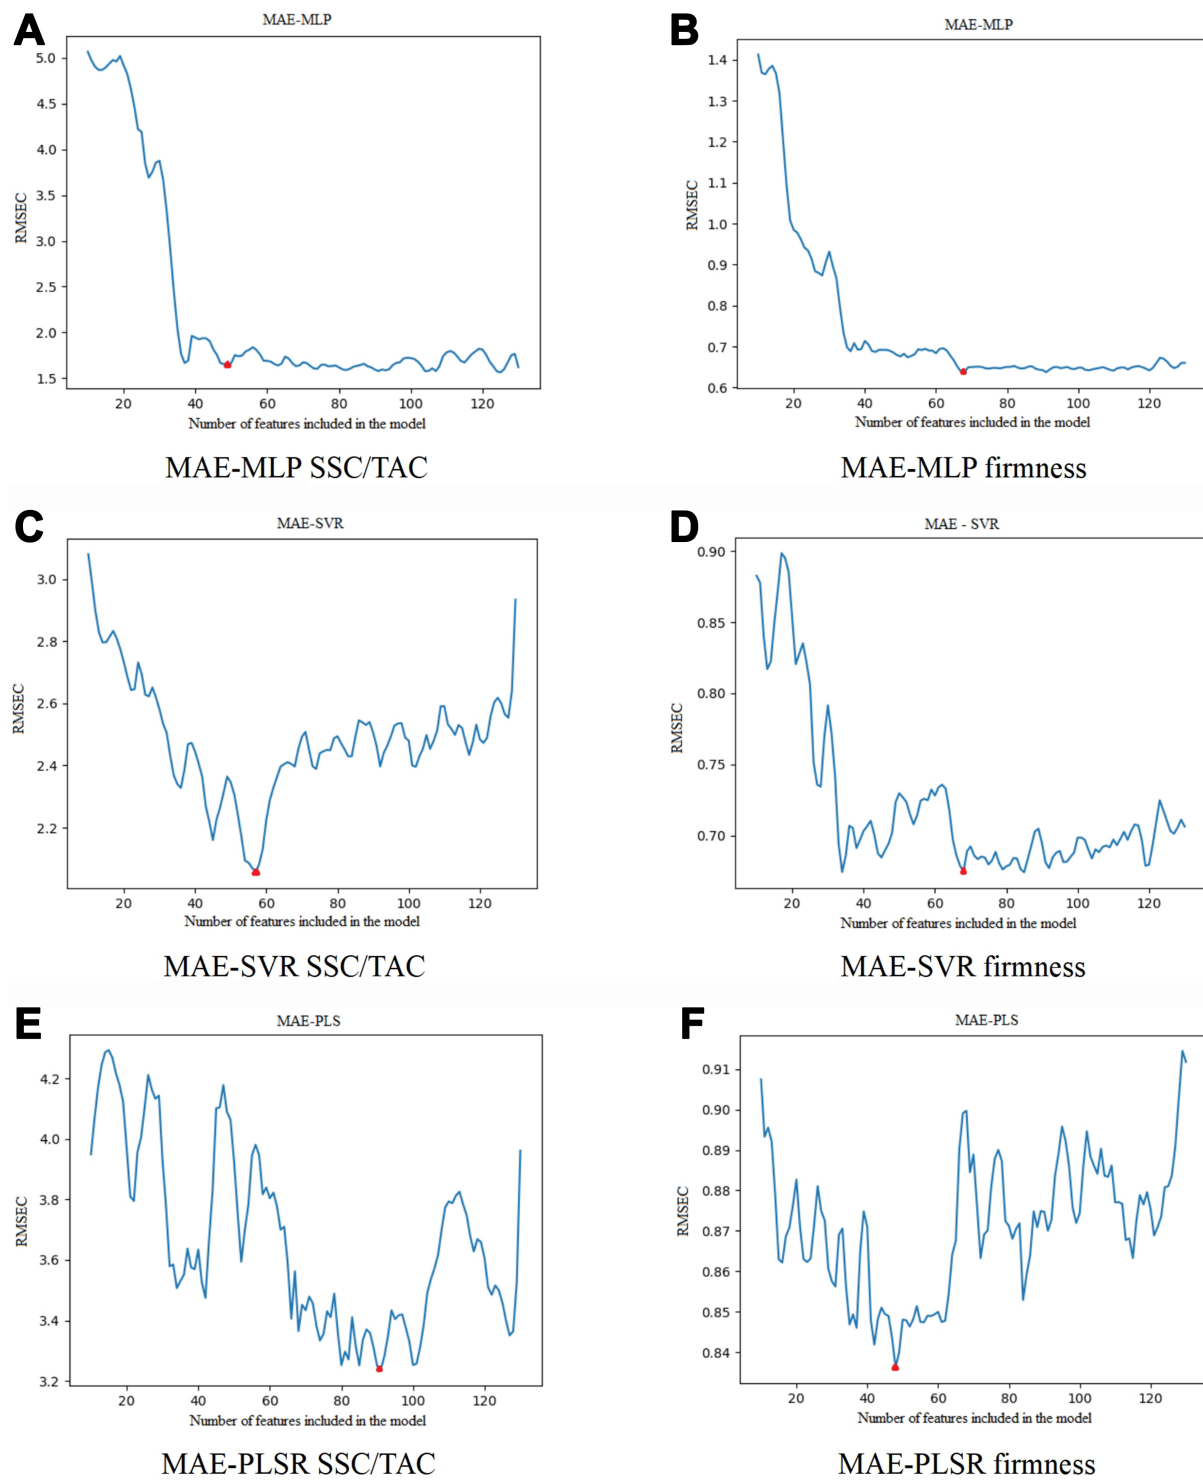 A
MAE-MLP
5.0
4.5
4.0
3.5
3.0
2.5
2.0
1.5
RMSEC
20 40 60 80 100 120
Number of features included in the model
MAE-MLP SSC/TAC
B
MAE-MLP
1.4
1.3
1.2
1.1
1.0
0.9
0.8
0.7
0.6
RMSEC
20 40 60 80 100 120
Number of features included in the model
MAE-MLP firmness
C
MAE-SVR
3.0
2.8
2.6
2.4
2.2
RMSEC
20 40 60 80 100 120
Number of features included in the model
MAE-SVR SSC/TAC
D
MAE - SVR
0.90
0.85
0.80
0.75
0.70
RMSEC
20 40 60 80 100 120
Number of features included in the model
MAE-SVR firmness
E
MAE-PLS
4.2
4.0
3.8
3.6
3.4
3.2
RMSEC
20 40 60 80 100 120
Number of features included in the model
MAE-PLSR SSC/TAC
F
MAE-PLS
0.91
0.90
0.89
0.88
0.87
0.86
0.85
0.84
RMSEC
20 40 60 80 100 120
Number of features included in the model
MAE-PLSR firmness